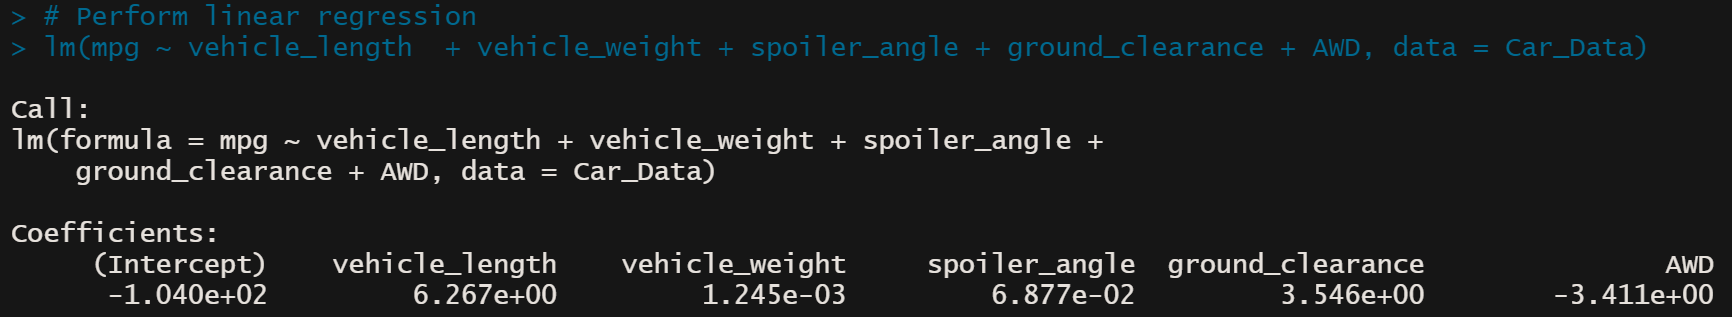 > # Perform linear regression
> lm(mpg ~ vehicle_length  + vehicle_weight + spoiler_angle + ground_clearance + AWD, data = Car_Data)
Call:
lm(formula = mpg ~ vehicle_length + vehicle_weight + spoiler_angle +
    ground_clearance + AWD, data = Car_Data)
Coefficients:
     (Intercept)    vehicle_length    vehicle_weight     spoiler_angle  ground_clearance               AWD
      -1.040e+02         6.267e+00         1.245e-03         6.877e-02         3.546e+00        -3.411e+00